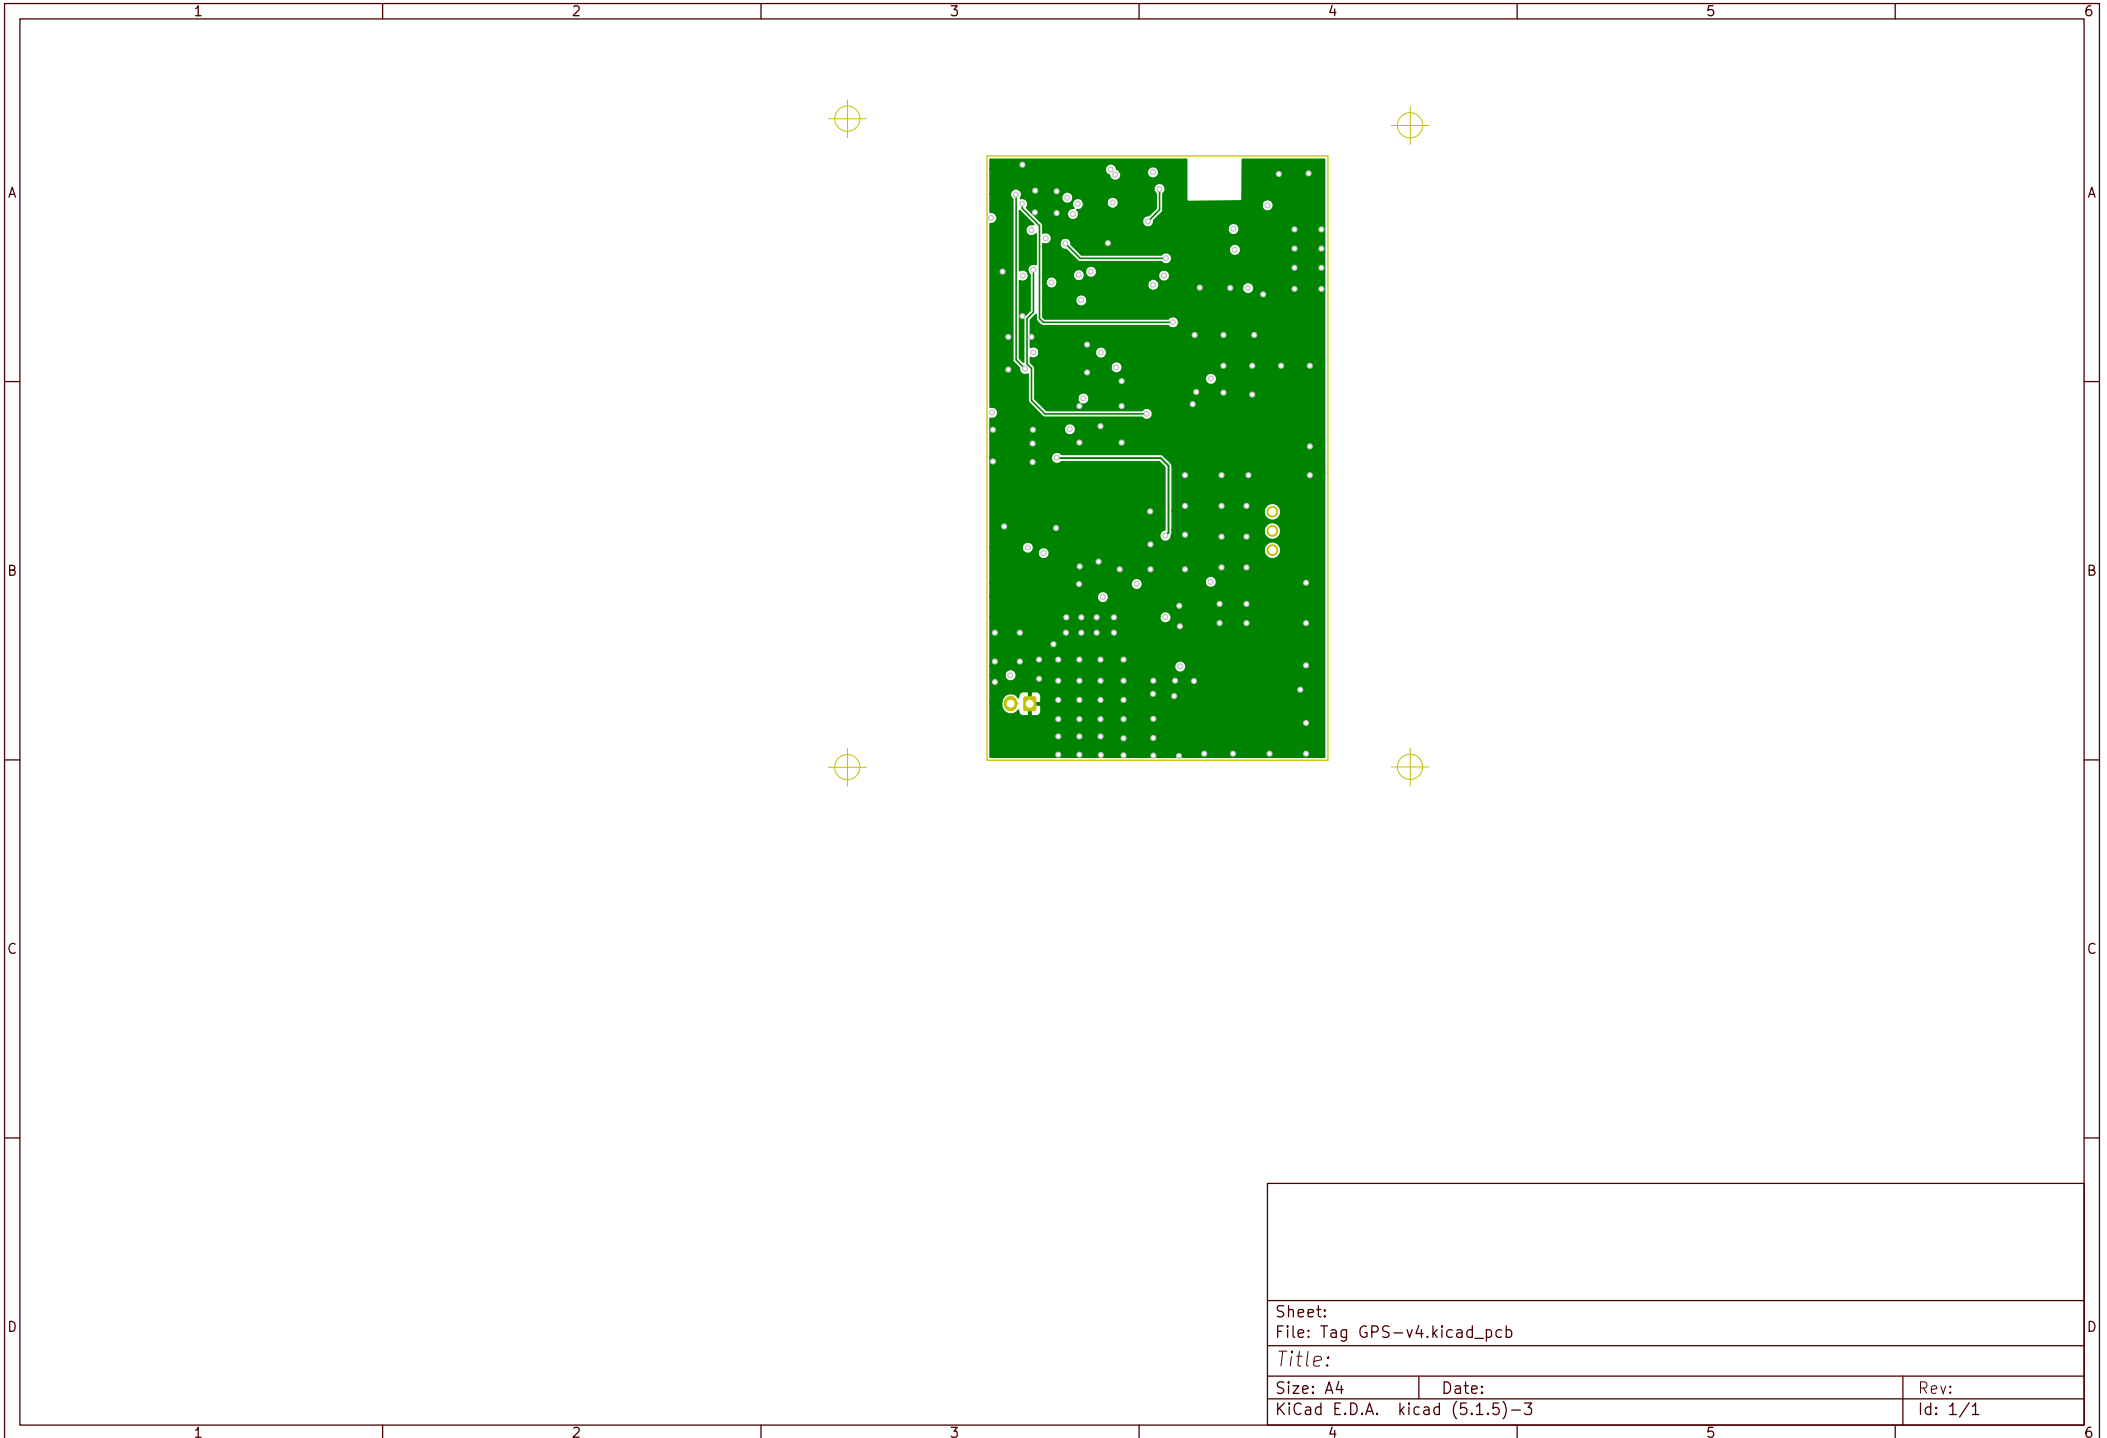 1 2 3 4 5 6
A A
B B
C C
D D
Sheet:
File: Tag GPS-v4.kicad_pcb
Title:
Size: A4 Date: Rev:
KiCad E.D.A. kicad (5.1.5)-3 Id: 1/1
1 2 3 4 5 6